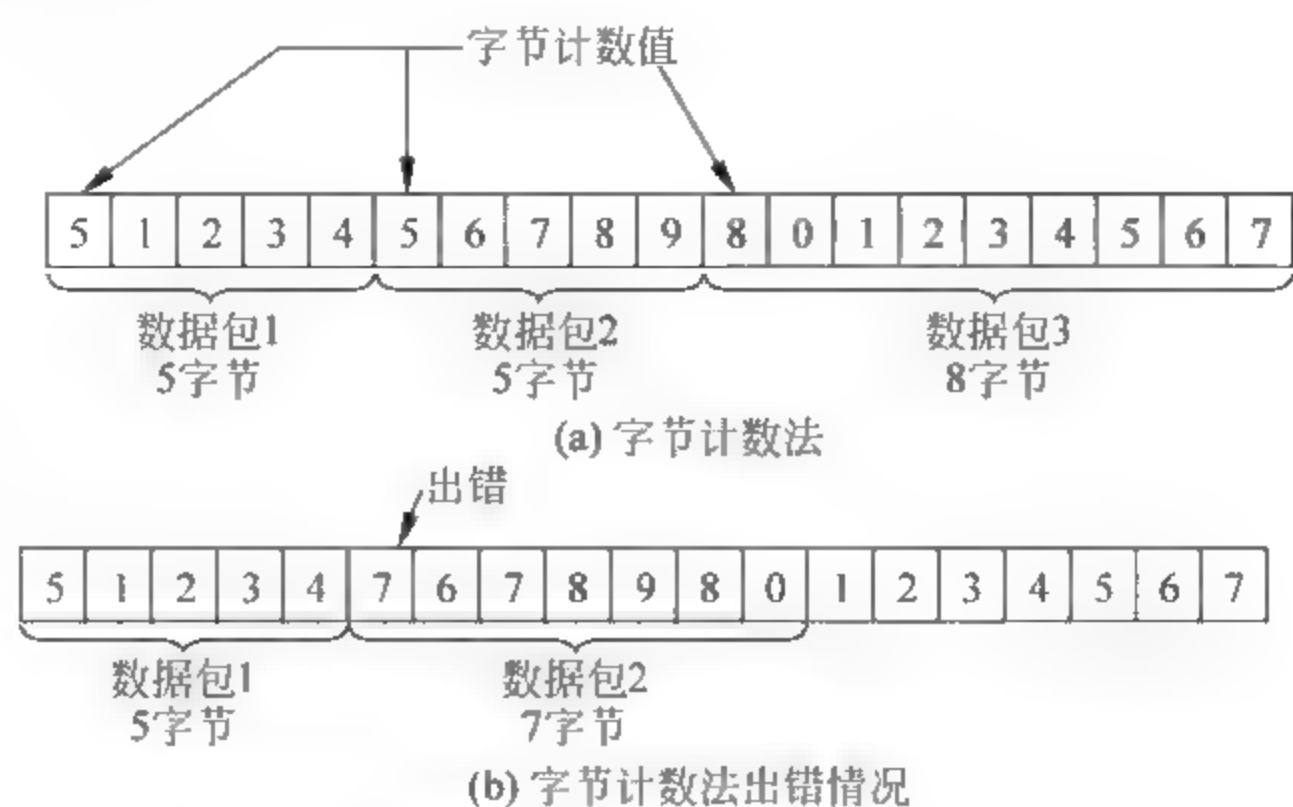 字节计数值
5 1 2 3 4 5 6 7 8 9 8 0 1 2 3 4 5 6 7
数据包1 数据包2 数据包3
5字节 5字节 8字节
(a) 字节计数法
出错
5 1 2 3 4 7 6 7 8 9 8 0 1 2 3 4 5 6 7
数据包1 数据包2
5字节 7字节
(b) 字节计数法出错情况